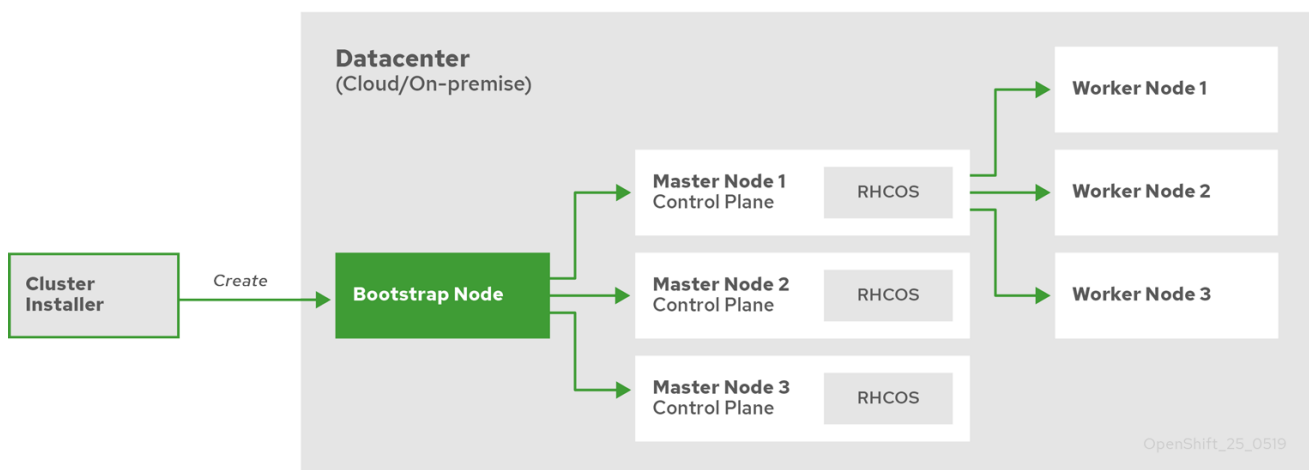 Datacenter
(Cloud/On-premise)
Cluster
Installer
Create
Bootstrap Node
Master Node 1
Control Plane
RHCOS
Master Node 2
Control Plane
RHCOS
Master Node 3
Control Plane
RHCOS
Worker Node 1
Worker Node 2
Worker Node 3
OpenShift_25_0519